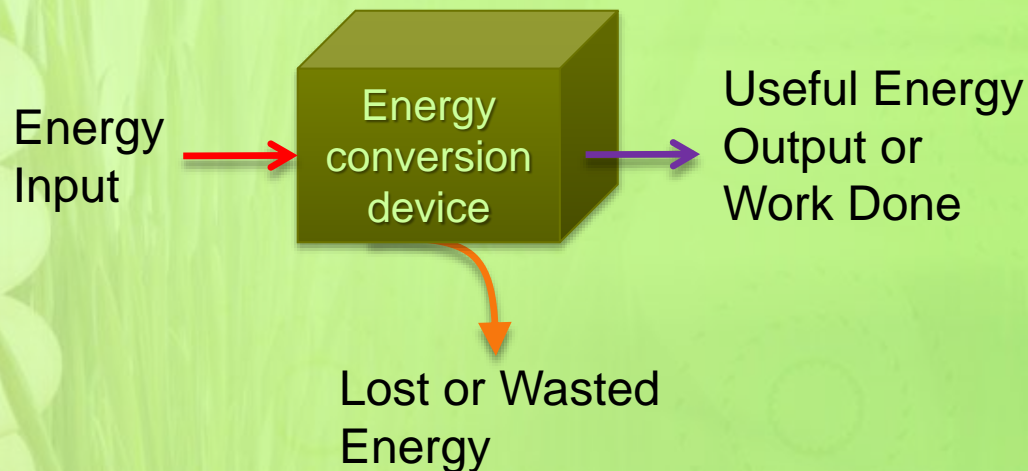 Energy
Input
Energy
conversion
device
Useful Energy
Output or
Work Done
Lost or Wasted
Energy